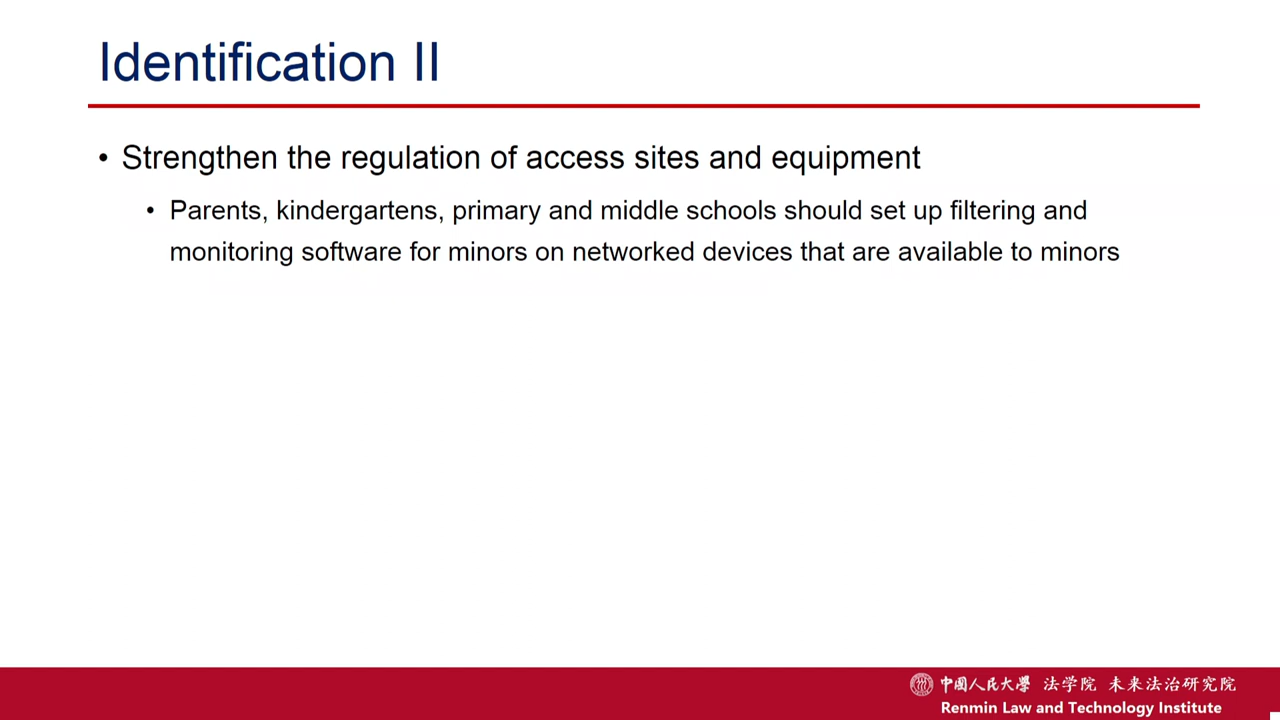 Identification II
• Strengthen the regulation of access sites and equipment
• Parents, kindergartens, primary and middle schools should set up filtering and
monitoring software for minors on networked devices that are available to minors
中國人民大學 法学院 未来法治研究院
Renmin Law and Technology Institute